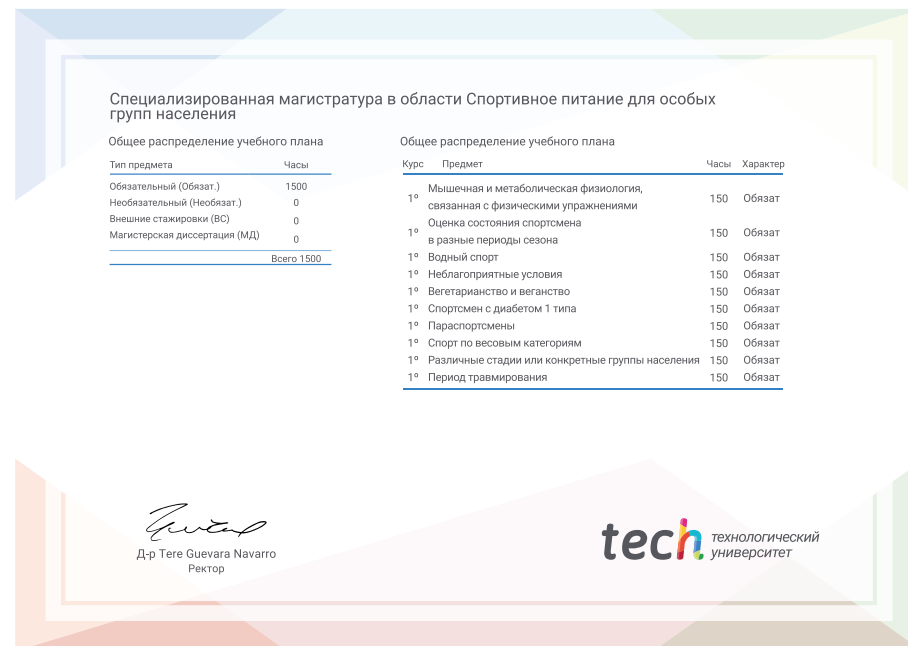 Специализированная магистратура в области Спортивное питание для особых
групп населения
Общее распределение учебного плана
Тип предмета Часы
Обязательный (Обязат.) 1500
Необязательный (Необязат.) 0
Внешние стажировки (ВС) 0
Магистерская диссертация (МД) 0
Всего 1500
Общее распределение учебного плана
Курс Предмет Часы Характер
1º Мышечная и метаболическая физиология,
связанная с физическими упражнениями 150 Обязат
1º Оценка состояния спортсмена
в разные периоды сезона 150 Обязат
1º Водный спорт 150 Обязат
1º Неблагоприятные условия 150 Обязат
1º Вегетарианство и веганство 150 Обязат
1º Спортсмен с диабетом 1 типа 150 Обязат
1º Параспортсмены 150 Обязат
1º Спорт по весовым категориям 150 Обязат
1º Различные стадии или конкретные группы населения 150 Обязат
1º Период травмирования 150 Обязат
Д-р Tere Guevara Navarro
Ректор
tech технологический
университет